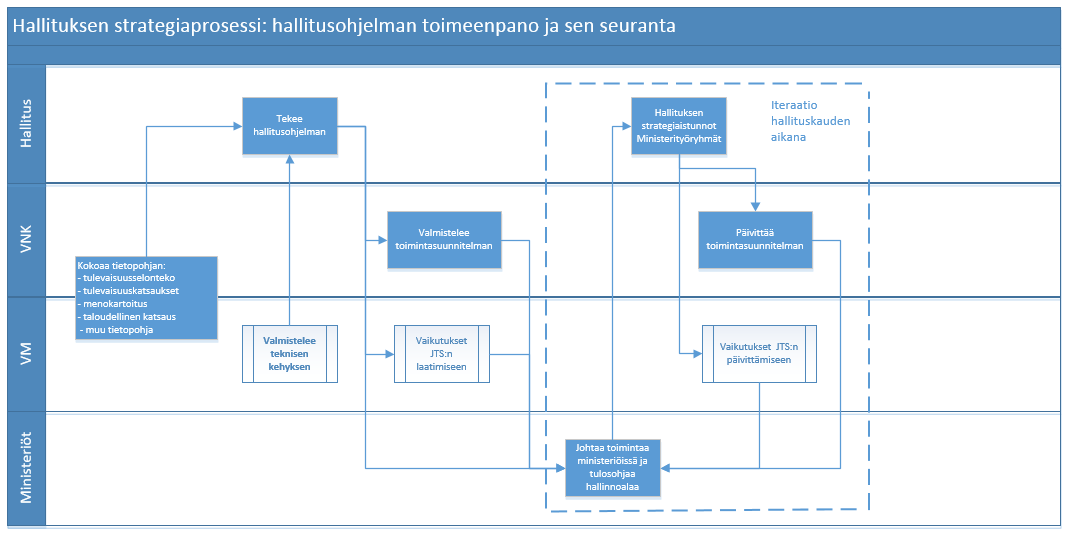 Hallituksen strategiaprosessi: hallitusohjelman toimeenpano ja sen seuranta
Hallitus
Tekee
hallitusohjelman
Hallituksen
strategiaistunnot
Ministerityöryhmät
Iteraatio
hallituskauden
aikana
VNK
Valmistelee
toimintasuunnitelman
Päivittää
toimintasuunnitelman
Kokoaa tietopohjan:
- tulevaisuusselonteko
- tulevaisuuskatsaukset
- menokartoitus
- taloudellinen katsaus
- muu tietopohja
VM
Valmistelee
teknisen
kehyksen
Vaikutukset
JTS:n
laatimiseen
Vaikutukset JTS:n
päivittämiseen
Ministeriöt
Johtaa toimintaa
ministeriöissä ja
tulosohjaa
hallinnoalaa